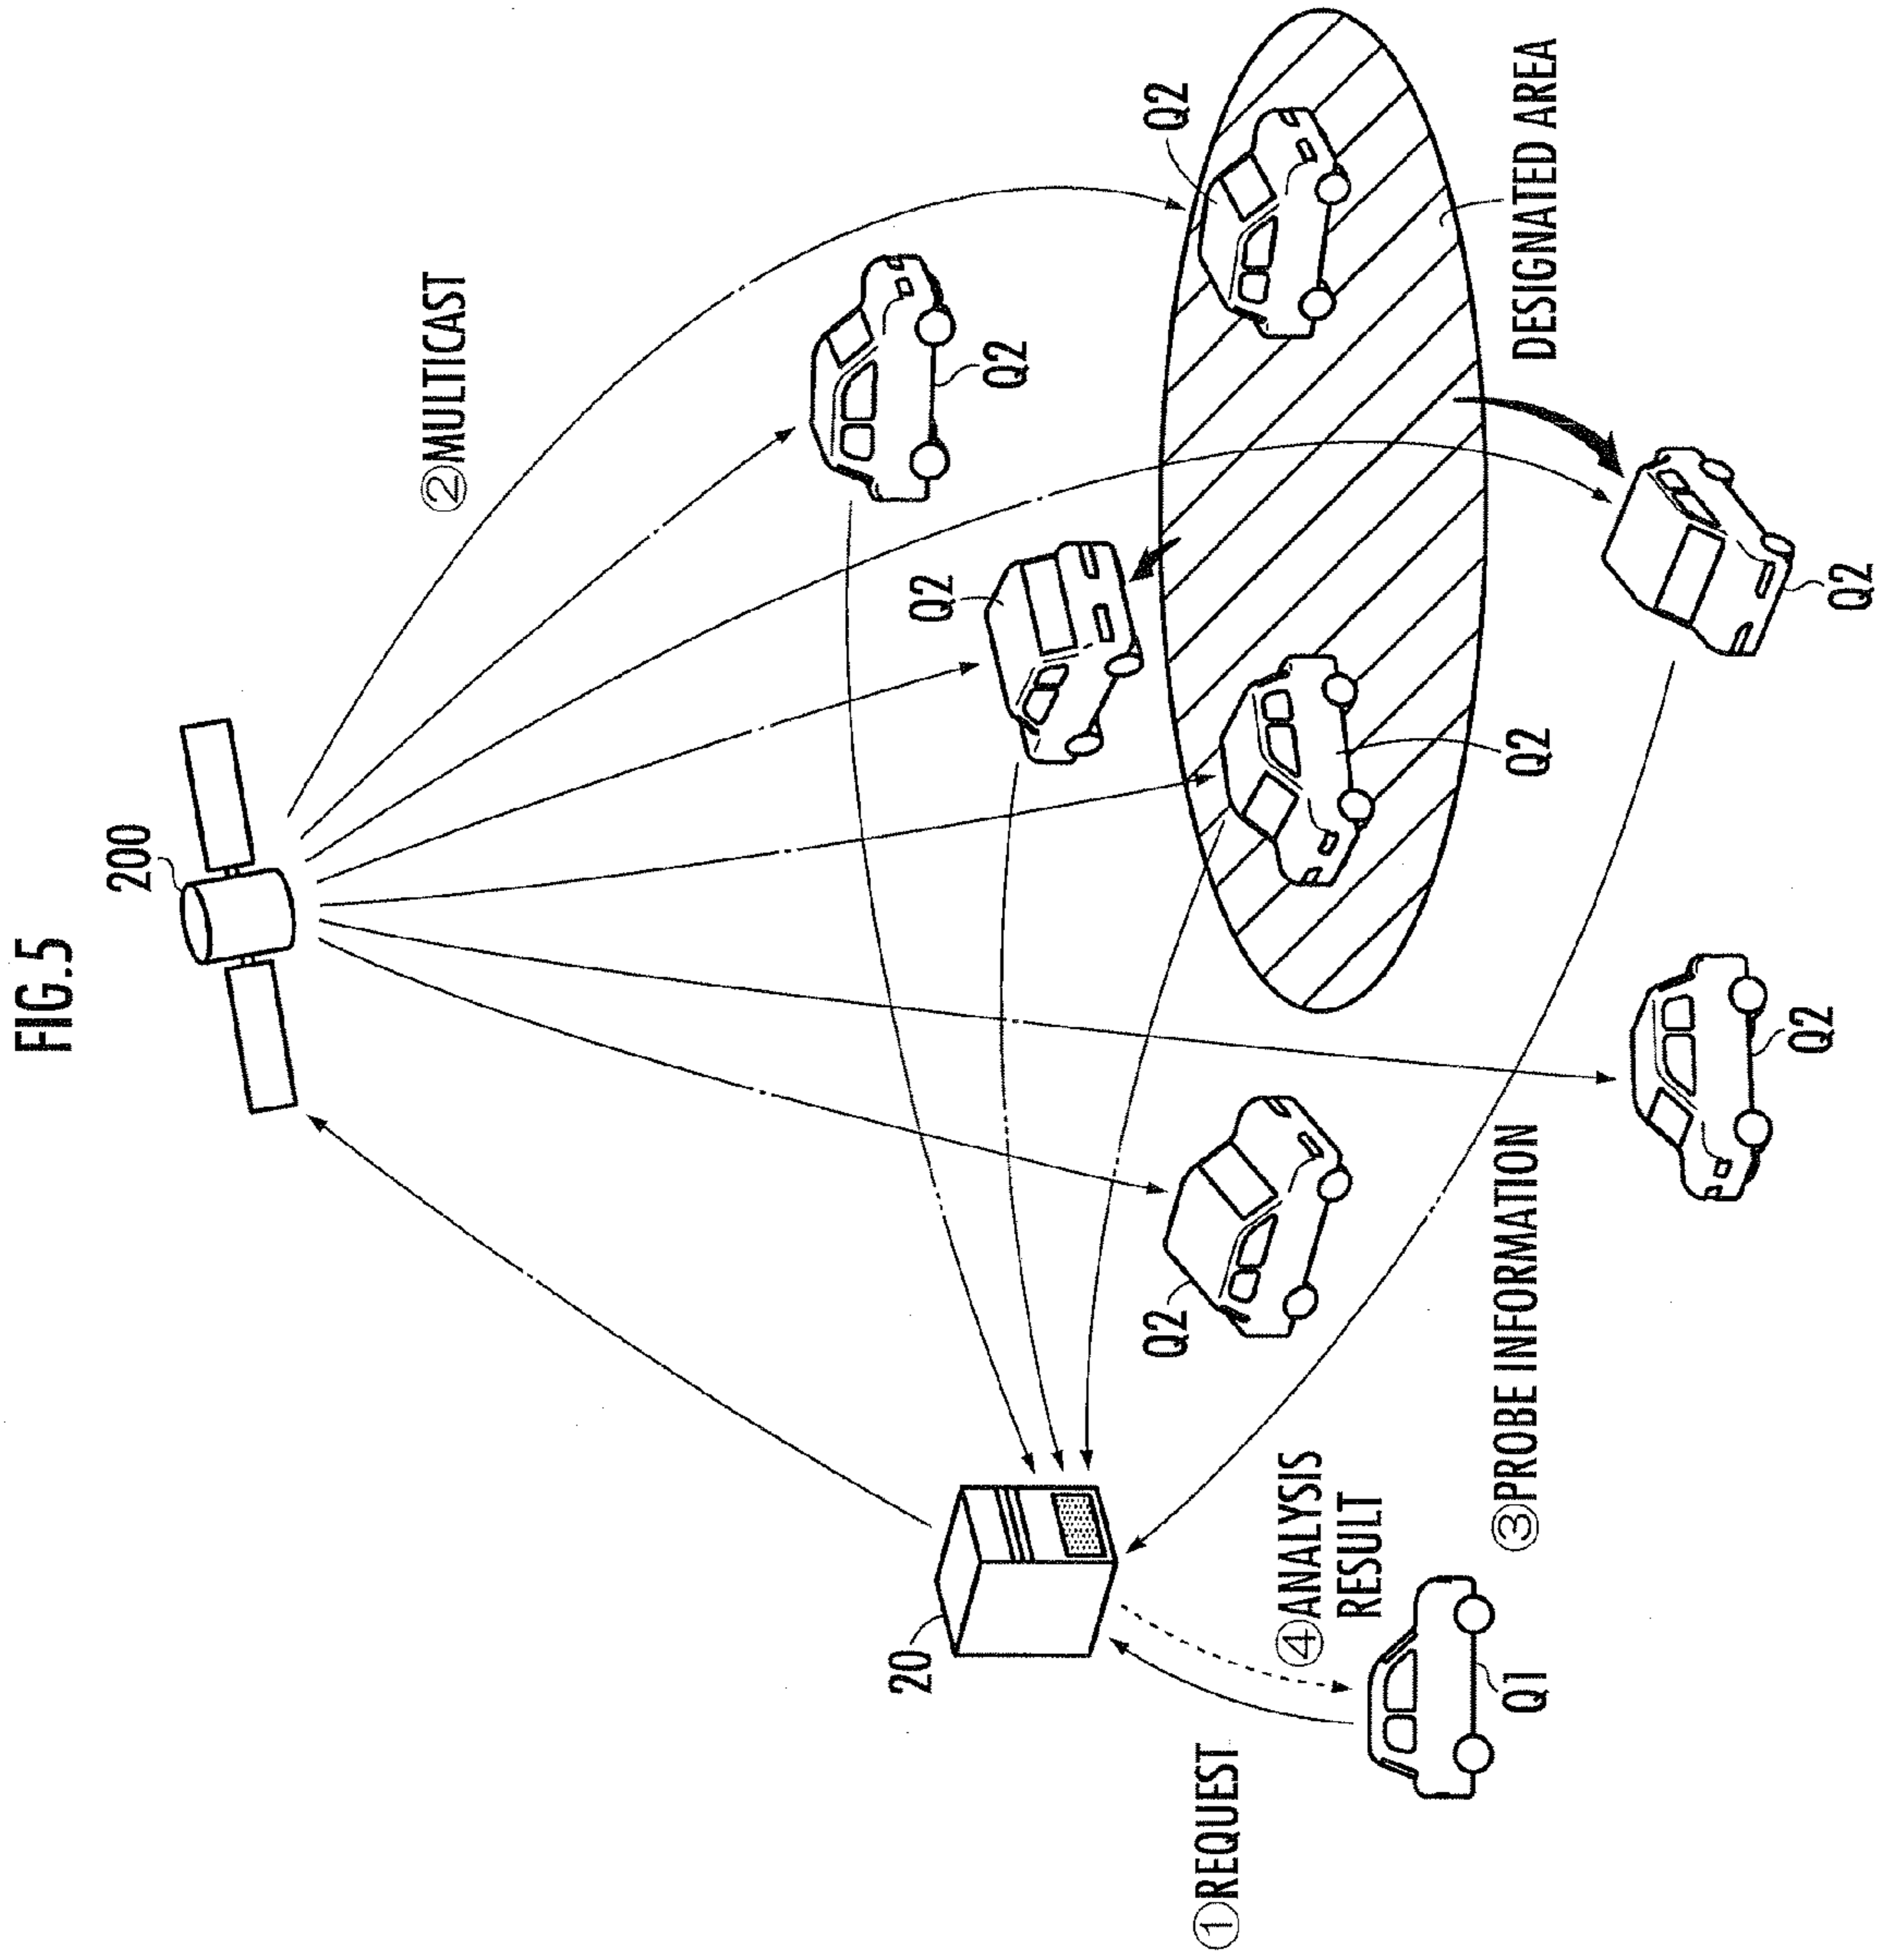 FIG.5
200
②MULTICAST
Q2
Q2
Q2
20
Q2
Q2
DESIGNATED AREA
①REQUEST
④ANALYSIS
RESULT
Q1
③PROBE INFORMATION
Q2
Q2